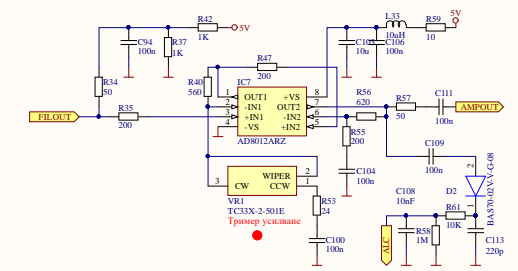 R42
1K
5V
C94
100n
R37
1K
R34
50
R40
560
R47
200
IC7
L33
10uH
R59
10
5V
10u
C106
100n
FILOUT
R35
200
1
2
3
4
OUT1
-IN1
+IN1
-VS
+VS
OUT2
-IN2
+IN2
8
7
6
5
AD8012ARZ
R56
620
R57
50
C111
100n
AMPOUT
R55
200
C104
100n
C109
100n
3
CW
WIPER
CCW
2
1
VR1
TC33X-2-501E
Тример усилване
R53
24
C100
100n
2
D2
1
BAS70-02V-V-G-08
C108
10nF
R61
10K
R58
1M
C113
220p
ALC